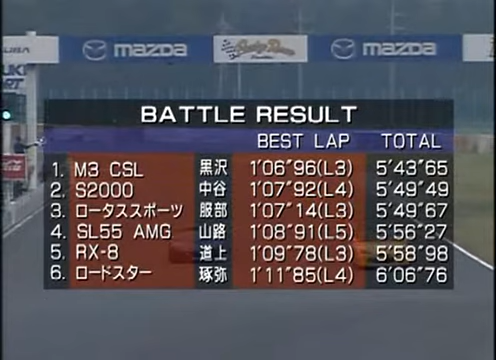 mazda
mazda
BATTLE RESULT
BEST LAP TOTAL
1. M3 CSL 黒沢 1'06"96(L3) 5'43"65
2. S2000 中谷 1'07"92(L4) 5'49"49
3. ロータススポーツ 服部 1'07"14(L3) 5'49"67
4. SL55 AMG 山路 1'08"91(L5) 5'56"27
5. RX-8 道上 1'09"78(L3) 5'58"98
6. ロードスター 琢弥 1'11"85(L4) 6'06"76